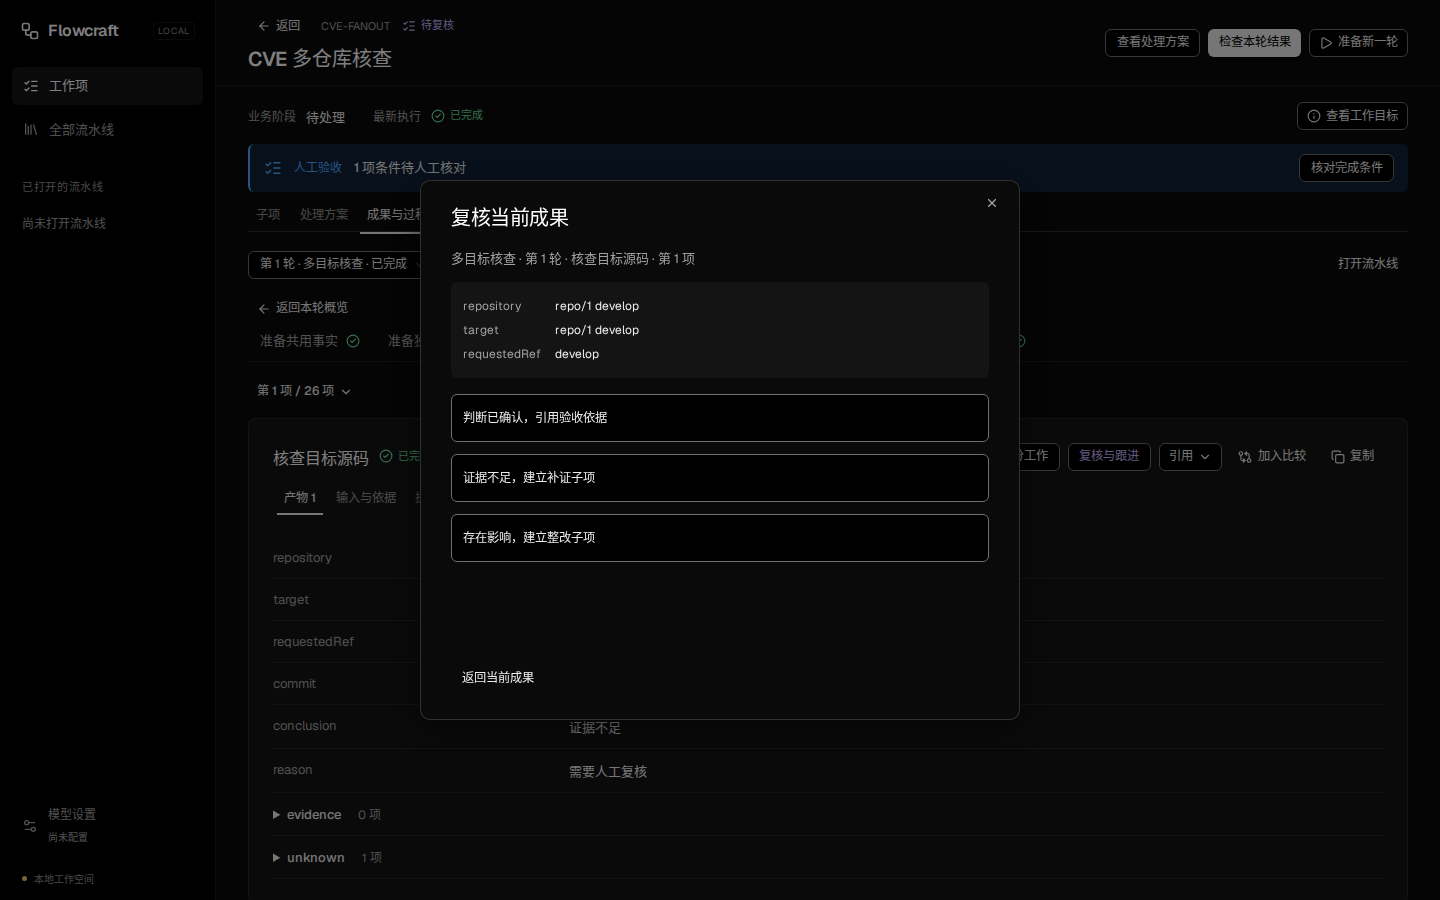 Flowcraft
LOCAL
工作项
全部流水线
已打开的流水线
尚未打开流水线
模型设置
尚未配置
本地工作空间
返回
CVE-FANOUT
待复核
CVE 多仓库核查
查看处理方案
检查本轮结果
准备新一轮
业务阶段 待处理
最新执行 已完成
查看工作目标
人工验收 1 项条件待人工核对
核对完成条件
子项
处理方案
成果与过
第 1 轮 · 多目标核查 · 已完成
打开流水线
返回本轮概览
准备共用事实
准备
第 1 项 / 26 项
核查目标源码
已完
工作
复核与跟进
引用
加入比较
复制
产物 1
输入与依据
repository
target
requestedRef
commit
conclusion
证据不足
reason
需要人工复核
evidence 0 项
unknown 1 项
复核当前成果
多目标核查 · 第 1 轮 · 核查目标源码 · 第 1 项
repository repo/1 develop
target repo/1 develop
requestedRef develop
判断已确认，引用验收依据
证据不足，建立补证子项
存在影响，建立整改子项
返回当前成果